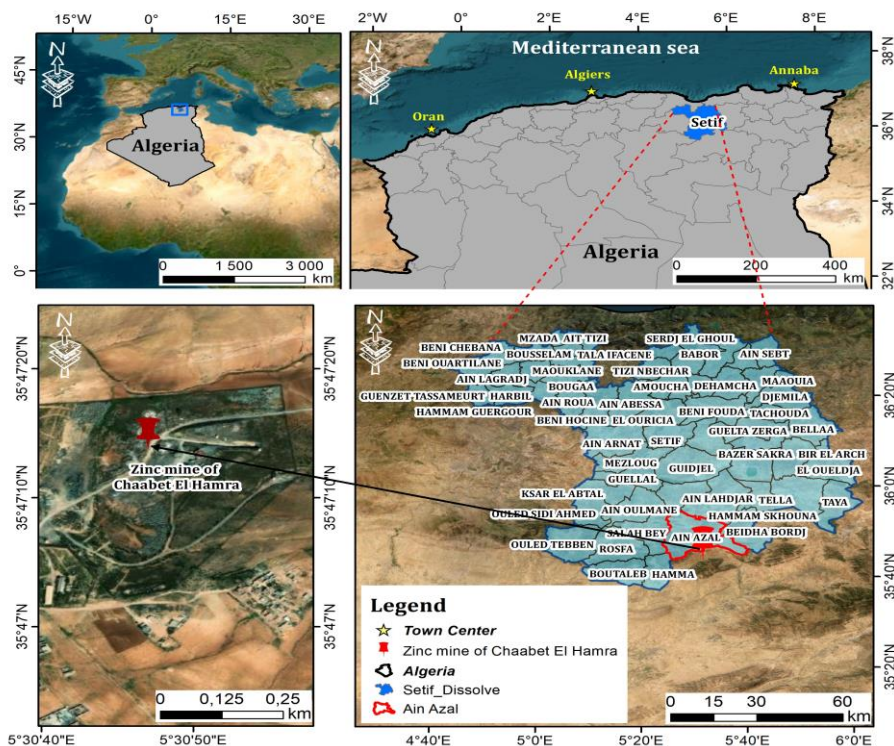 15°W 0° 15°E
45°N
30°N
15°N
0°
N
Algeria
0 1 500 3 000
km
2°W 0° 2°E 4°E 6°E 8°E
38°N
36°N
34°N
32°N
N
Mediterranean sea
Algiers
Annaba
Oran
Setif
Algeria
0 200 400
km
35°47'20"N
35°47'10"N
35°47'N
N
Zinc mine of
Chaabet El Hamra
0 0,125 0,25
km
5°30'40"E 5°30'50"E
35°47'20"N
35°47'10"N
35°47'N
N
BENI CHEBANA
MZADA AIT TIZI
SERDJ EL GHOUL
BENI OUARTILANE
BOUSSELAM
TALA IFACENE
BABOR
AIN SEBT
MAOUKLANE
TIZI NBECHAR
AIN LAGRADJ
BOUGAA
AMOUCHA
DEHAMCHA
MAAOUIA
GUENZET
TASSAMEURT
HARBIL
AIN ROUA
AIN ABESSA
DJEMILA
HAMMAM GUERGOUR
BENI FOUDA
TACHOUDA
BENI HOCINE
EL OURICIA
GUELTA ZERGA
BELLAA
AIN ARNAT
SETIF
BAZER SAKRA
BIR EL ARCH
MEZLOUG
GUIDJEL
EL OUELDJA
GUELLAL
KSAR EL ABTAL
AIN LAHDJAR
TELLA
TAYA
OULED SIDI AHMED
AIN OULMANE
HAMMAM SKHOUNA
SALAH BEY
AIN AZAL
BEIDHA BORDJ
OULED TEBBEN
ROSFA
BOUTALEB
HAMMA
36°20'N
36°0'N
35°40'N
35°20'N
Legend
Town Center
Zinc mine of Chaabet El Hamra
Algeria
Setif_Dissolve
Ain Azal
0 15 30 60
km
4°40'E 5°0'E 5°20'E 5°40'E 6°0'E